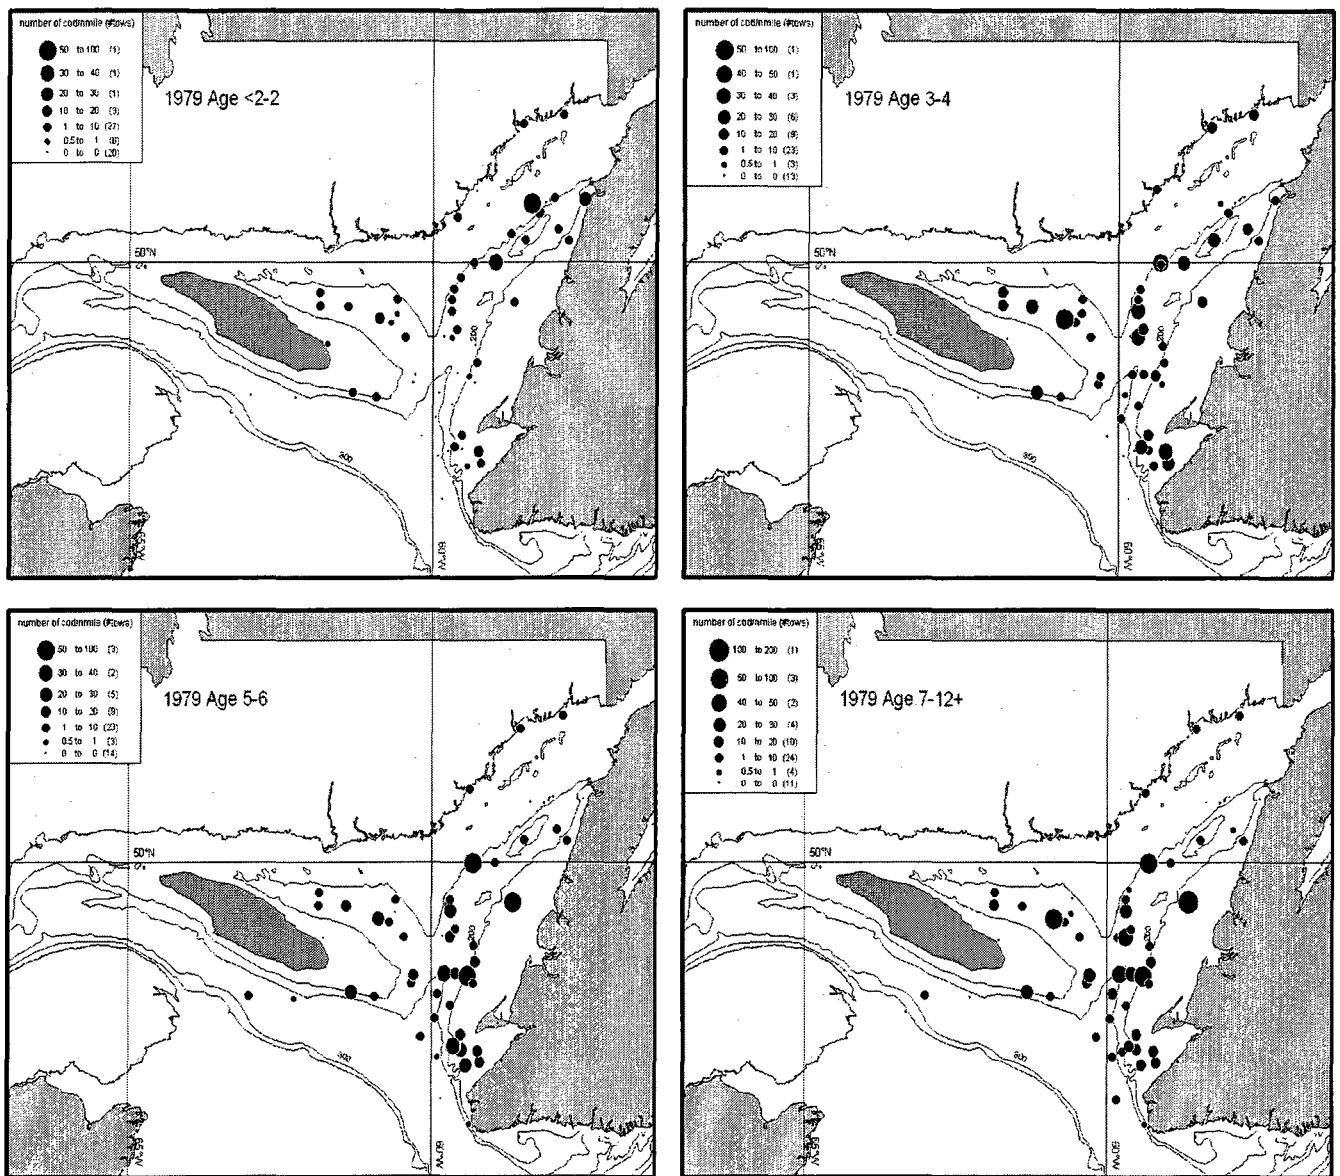 number of cod/nmile (#tows)
50 to 100 (1)
30 to 40 (1)
20 to 30 (1)
10 to 20 (3)
1 to 10 (27)
0.5 to 1 (6)
0 to 0 (20)
1979 Age <2-2
50°N
200
300
65°W
60°W
number of cod/nmile (#tows)
50 to 100 (1)
40 to 50 (1)
30 to 40 (3)
20 to 30 (6)
10 to 20 (9)
1 to 10 (23)
0.5 to 1 (3)
0 to 0 (13)
1979 Age 3-4
50°N
200
300
65°W
60°W
number of cod/nmile (#tows)
50 to 100 (3)
30 to 40 (2)
20 to 30 (5)
10 to 20 (9)
1 to 10 (23)
0.5 to 1 (3)
0 to 0 (14)
1979 Age 5-6
50°N
200
300
65°W
60°W
number of cod/nmile (#tows)
100 to 200 (1)
50 to 100 (3)
40 to 50 (2)
20 to 30 (4)
10 to 20 (10)
1 to 10 (24)
0.5 to 1 (4)
0 to 0 (11)
1979 Age 7-12+
50°N
200
300
65°W
60°W